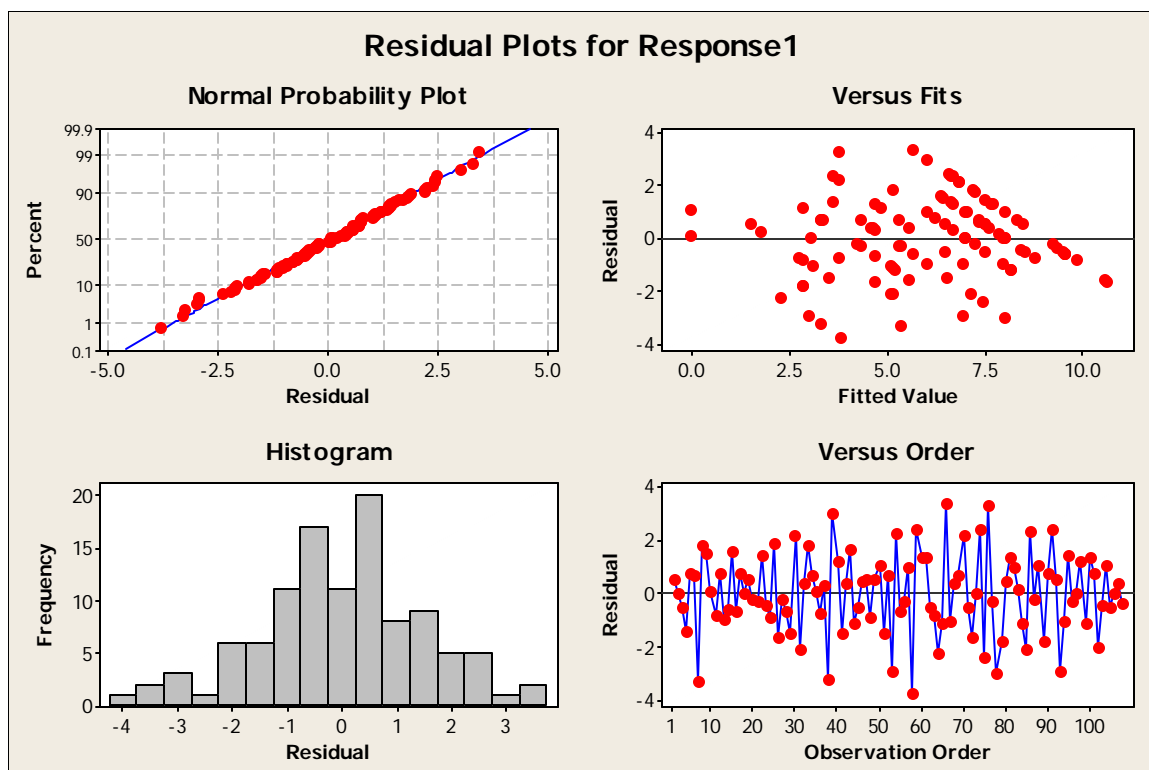 Residual Plots for Response1
Normal Probability Plot
Percent
99.9
99
90
50
10
1
0.1
-5.0 -2.5 0.0 2.5 5.0
Residual
Versus Fits
Residual
4
2
0
-2
-4
0.0 2.5 5.0 7.5 10.0
Fitted Value
Histogram
Frequency
20
15
10
5
0
-4 -3 -2 -1 0 1 2 3
Residual
Versus Order
Residual
4
2
0
-2
-4
1 10 20 30 40 50 60 70 80 90 100
Observation Order